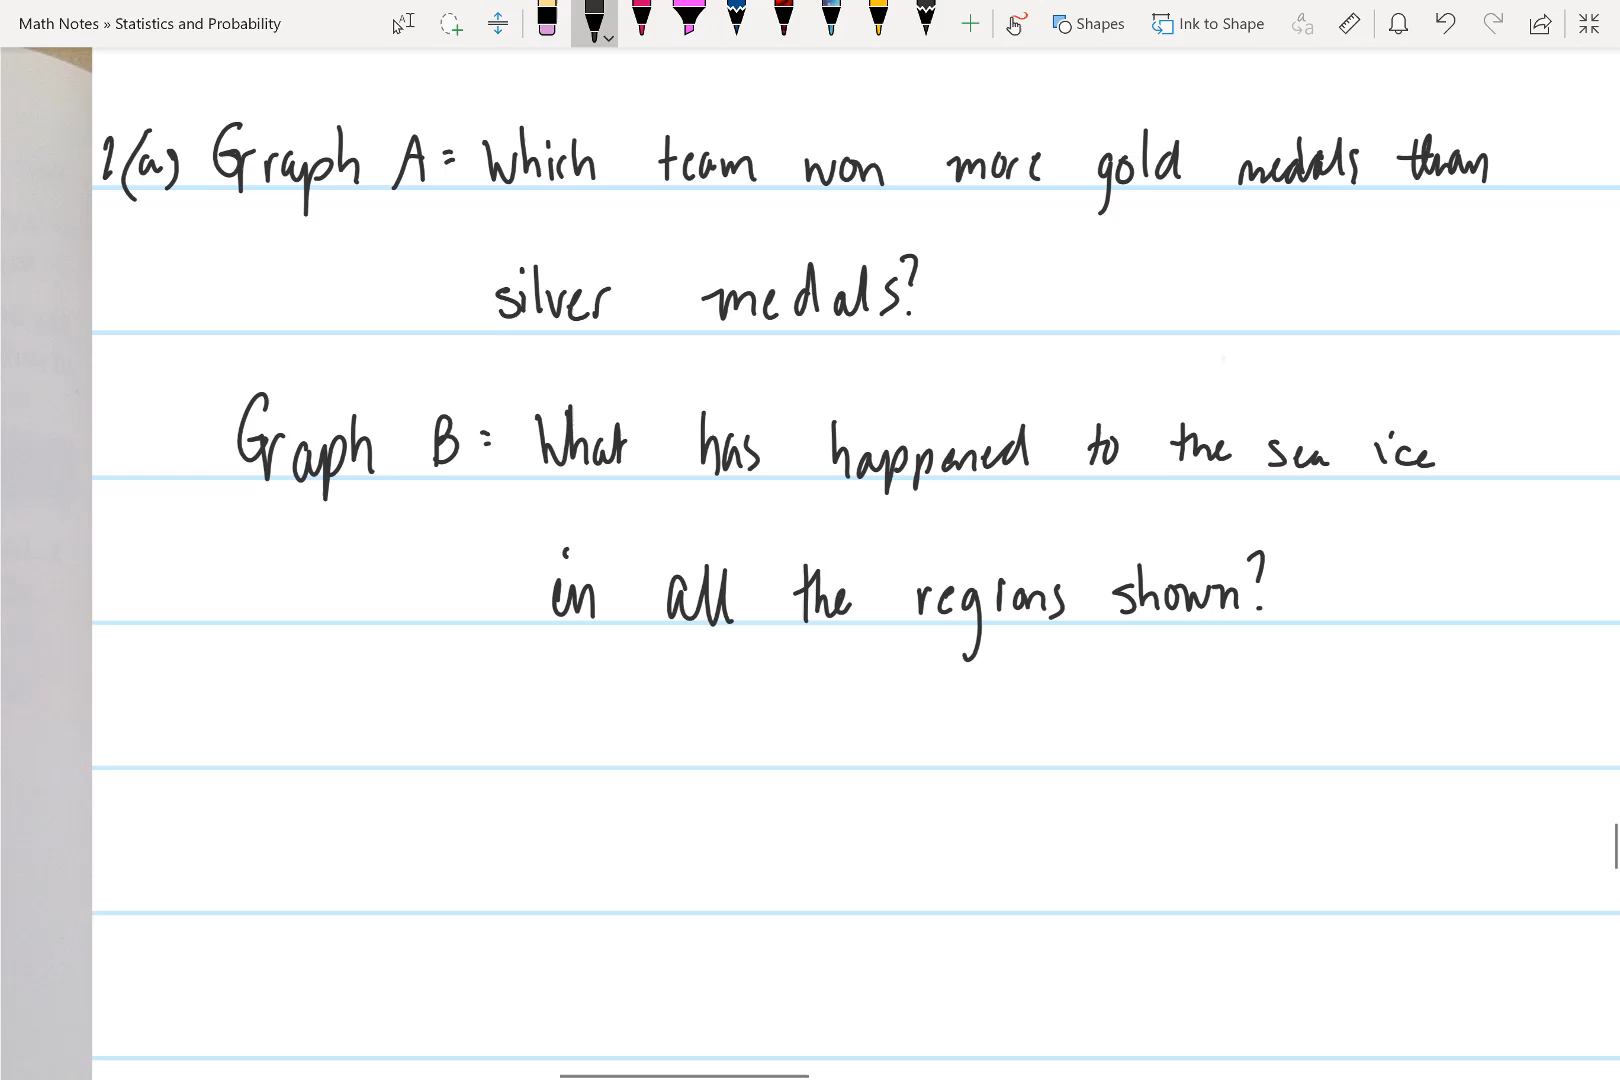 Math Notes » Statistics and Probability
Shapes
Ink to Shape
1(a) Graph A = Which team won more gold medals than
silver medals?
Graph B = What has happened to the sea ice
in all the regions shown?